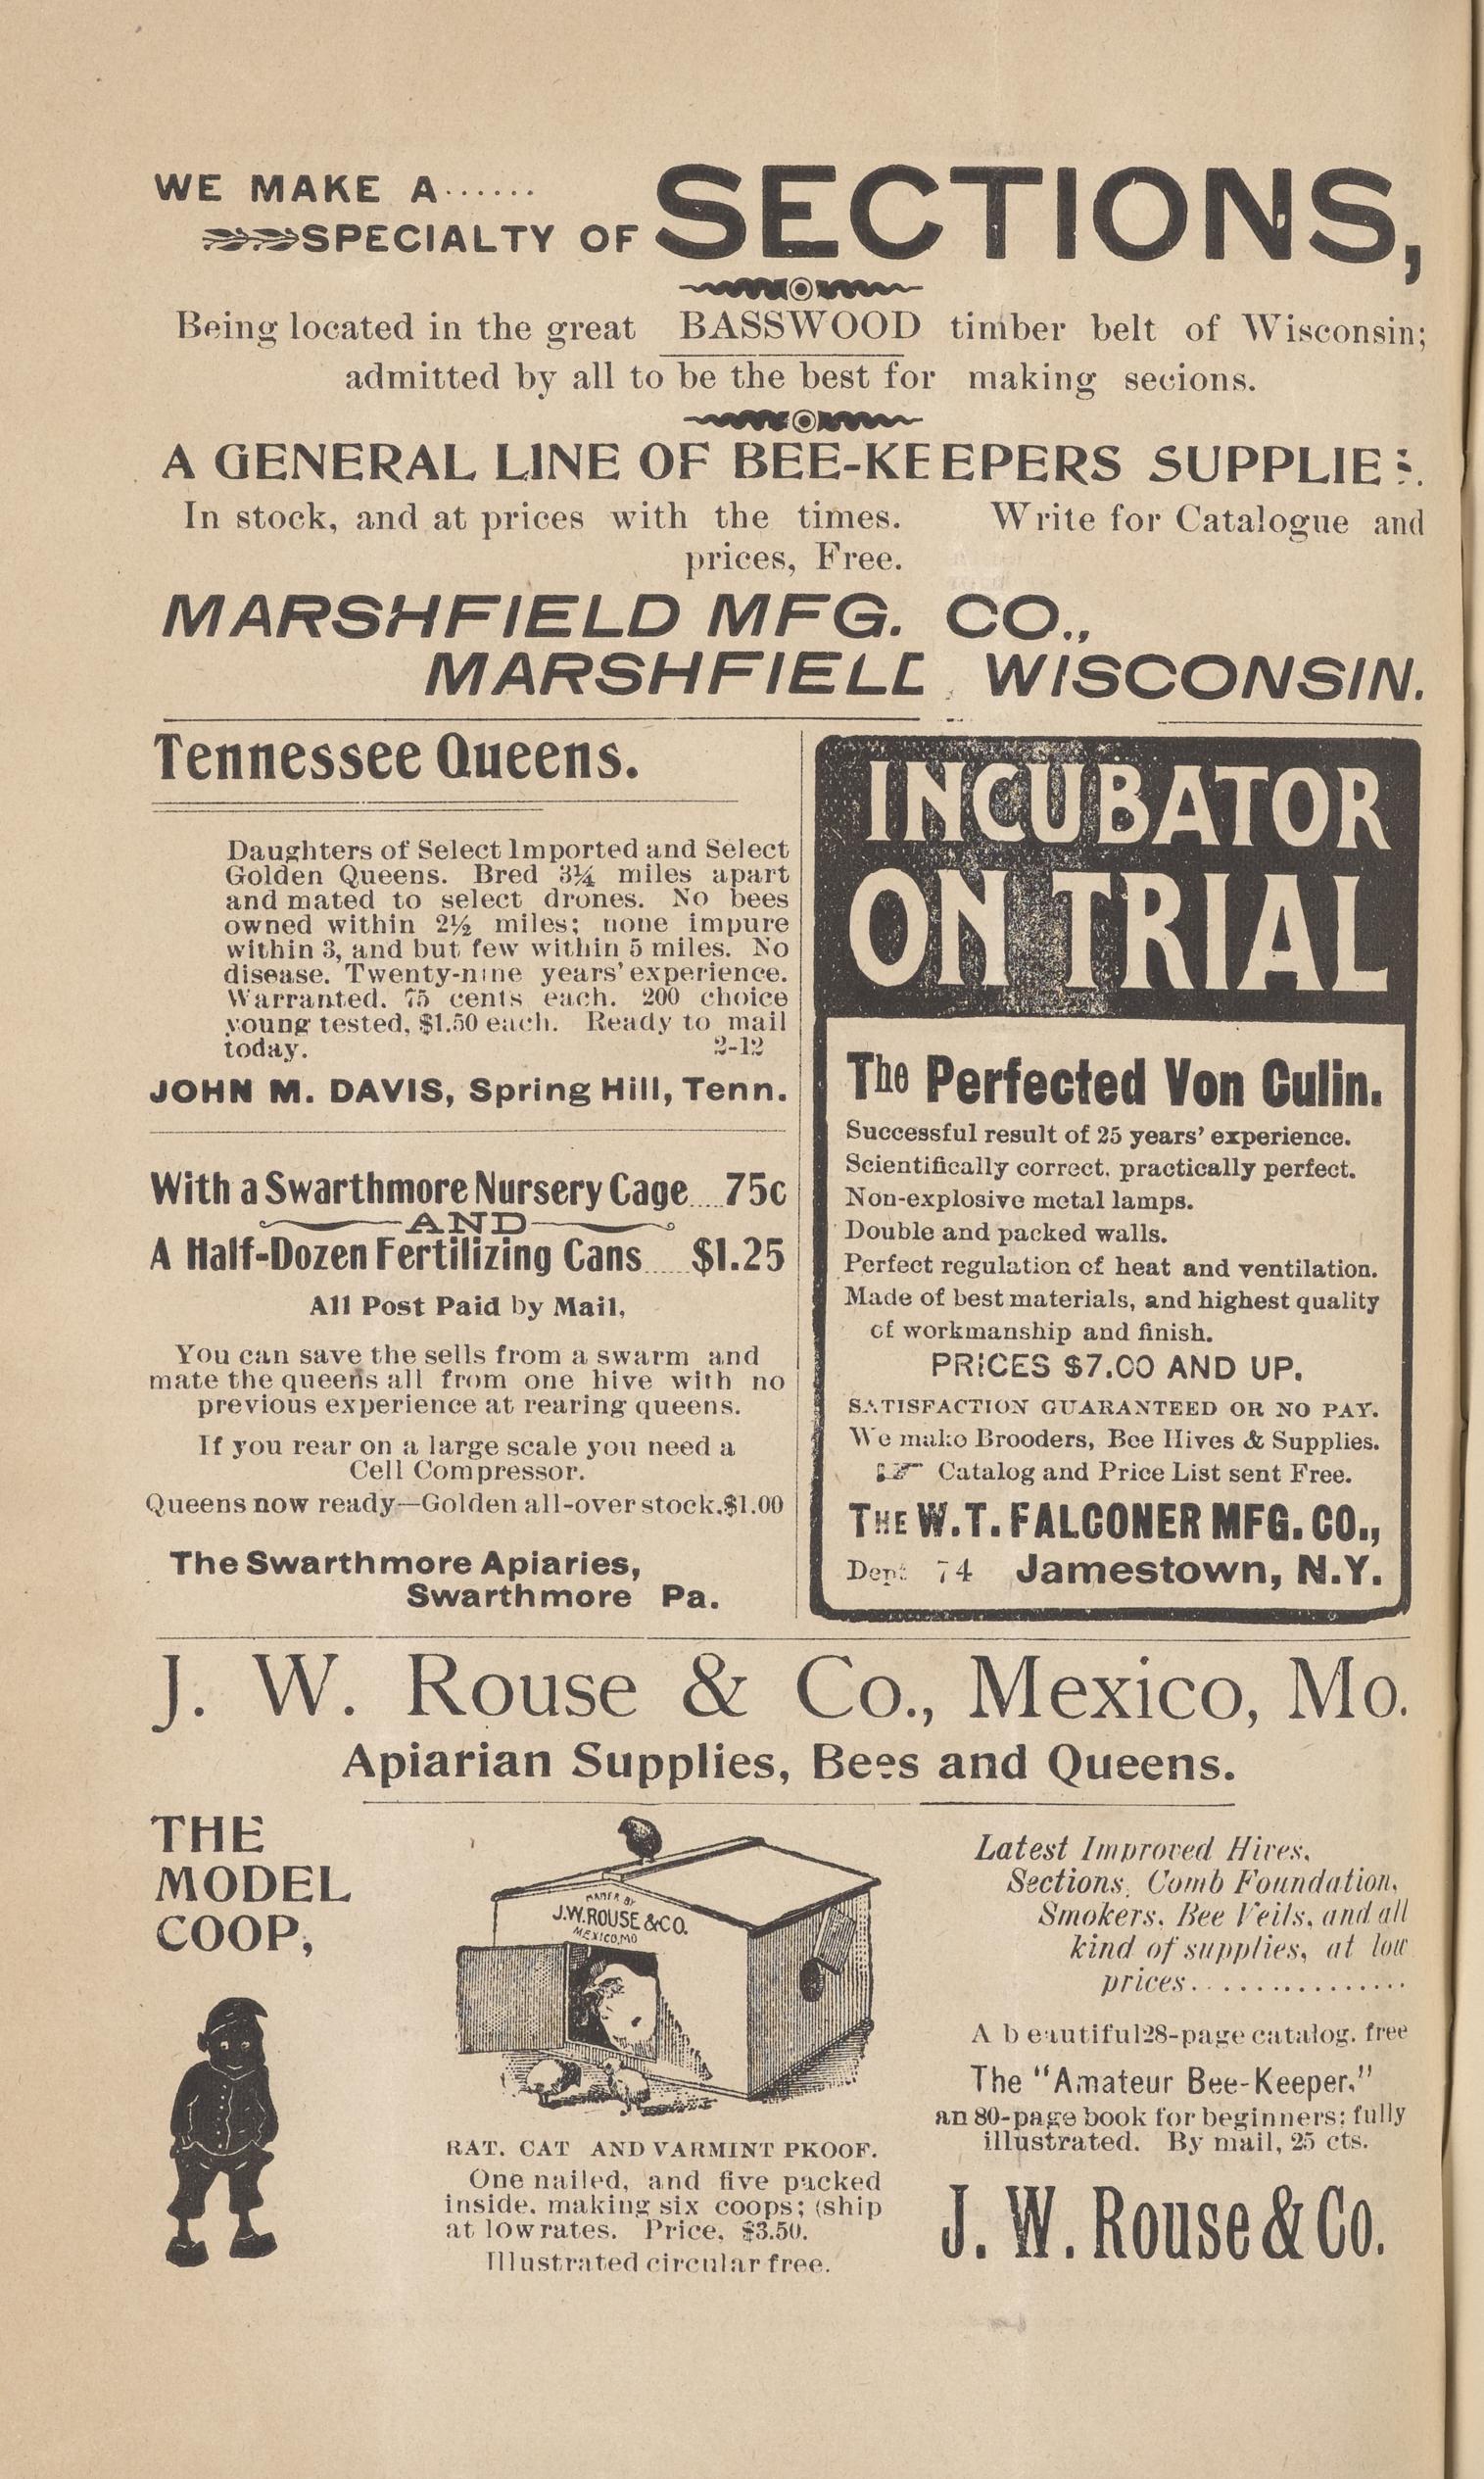 WE MAKE A......
SPECIALTY OF SECTIONS,
Being located in the great BASSWOOD timber belt of Wisconsin;
admitted by all to be the best for making secions.
A GENERAL LINE OF BEE-KEEPERS SUPPLIES.
In stock, and at prices with the times. Write for Catalogue and
prices, Free.
MARSHFIELD MFG. CO.,
MARSHFIELD, WISCONSIN.
Tennessee Queens.
Daughters of Select Imported and Select
Golden Queens. Bred 3¼ miles apart
and mated to select drones. No bees
owned within 2½ miles; none impure
within 3, and but few within 5 miles. No
disease. Twenty-nine years' experience.
Warranted. 75 cents each. 200 choice
young tested, $1.50 each. Ready to mail
today. 2-12
JOHN M. DAVIS, Spring Hill, Tenn.
With a Swarthmore Nursery Cage.....75c
AND
A Half-Dozen Fertilizing Cans......$1.25
All Post Paid by Mail,
You can save the sells from a swarm and
mate the queens all from one hive with no
previous experience at rearing queens.
If you rear on a large scale you need a
Cell Compressor.
Queens now ready—Golden all-over stock.$1.00
The Swarthmore Apiaries,
Swarthmore Pa.
INCUBATOR
ON TRIAL
The Perfected Von Culin.
Successful result of 25 years' experience.
Scientifically correct, practically perfect.
Non-explosive metal lamps.
Double and packed walls.
Perfect regulation of heat and ventilation.
Made of best materials, and highest quality
of workmanship and finish.
PRICES $7.00 AND UP.
SATISFACTION GUARANTEED OR NO PAY.
We make Brooders, Bee Hives & Supplies.
☞ Catalog and Price List sent Free.
THE W.T. FALCONER MFG. CO.,
Dept 74 Jamestown, N.Y.
J. W. Rouse & Co., Mexico, Mo.
Apiarian Supplies, Bees and Queens.
THE
MODEL
COOP,
MANF'R BY
J.W.ROUSE &CO.
MEXICO,MO
RAT, CAT AND VARMINT PKOOF.
One nailed, and five packed
inside, making six coops; (ship
at low rates. Price, $3.50.
Illustrated circular free.
Latest Improved Hives,
Sections, Comb Foundation,
Smokers, Bee Veils, and all
kind of supplies, at low
prices...............
A beautiful 28-page catalog, free
The "Amateur Bee-Keeper,"
an 80-page book for beginners; fully
illustrated. By mail, 25 cts.
J. W. Rouse & Co.